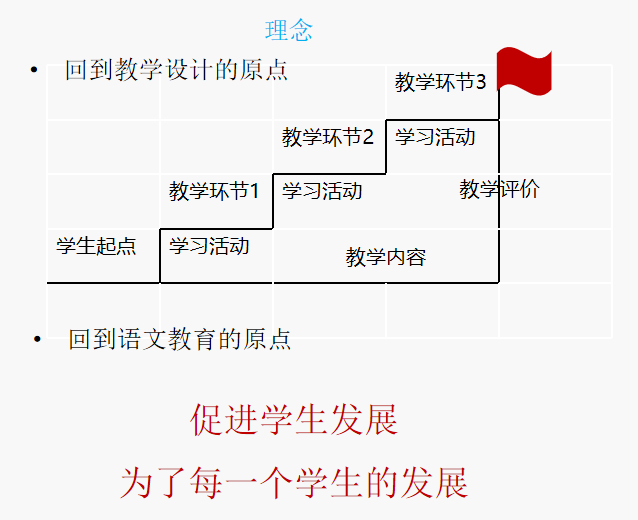 理念
• 回到教学设计的原点
教学环节3
教学环节2
学习活动
教学环节1
学习活动
教学评价
学生起点
学习活动
教学内容
• 回到语文教育的原点
促进学生发展
为了每一个学生的发展